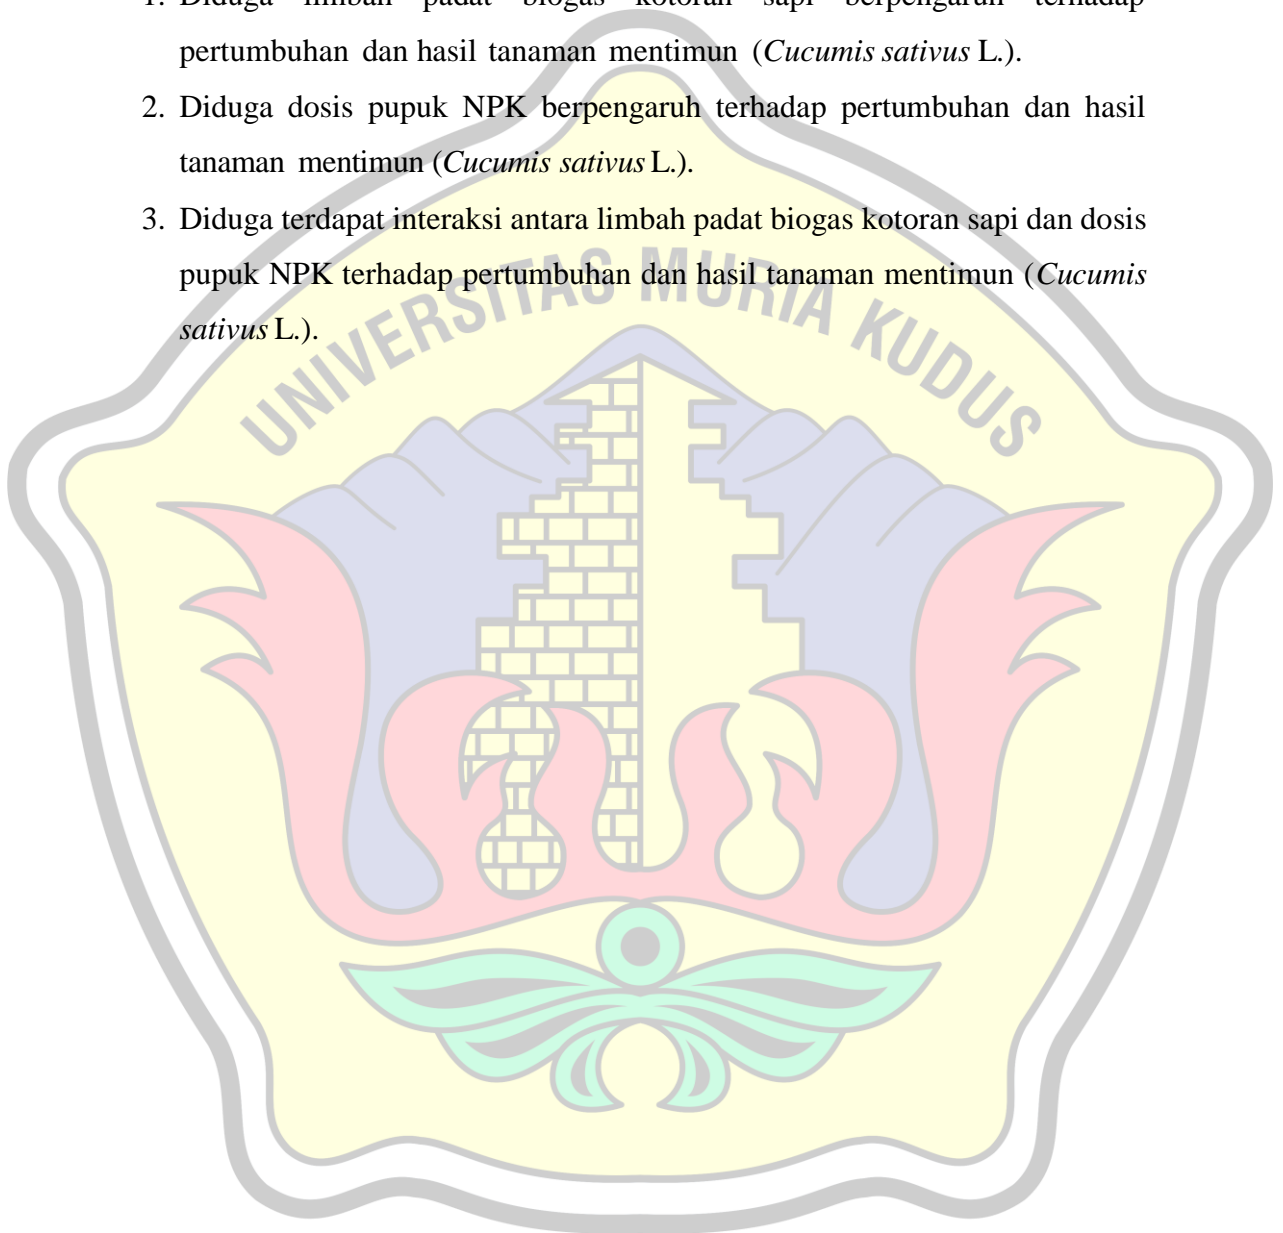 1. Diduga limbah padat biogas kotoran sapi berpengaruh terhadap
pertumbuhan dan hasil tanaman mentimun (Cucumis sativus L.).
2. Diduga dosis pupuk NPK berpengaruh terhadap pertumbuhan dan hasil
tanaman mentimun (Cucumis sativus L.).
3. Diduga terdapat interaksi antara limbah padat biogas kotoran sapi dan dosis
pupuk NPK terhadap pertumbuhan dan hasil tanaman mentimun (Cucumis
sativus L.).
UNIVERSITAS MURIA KUDUS